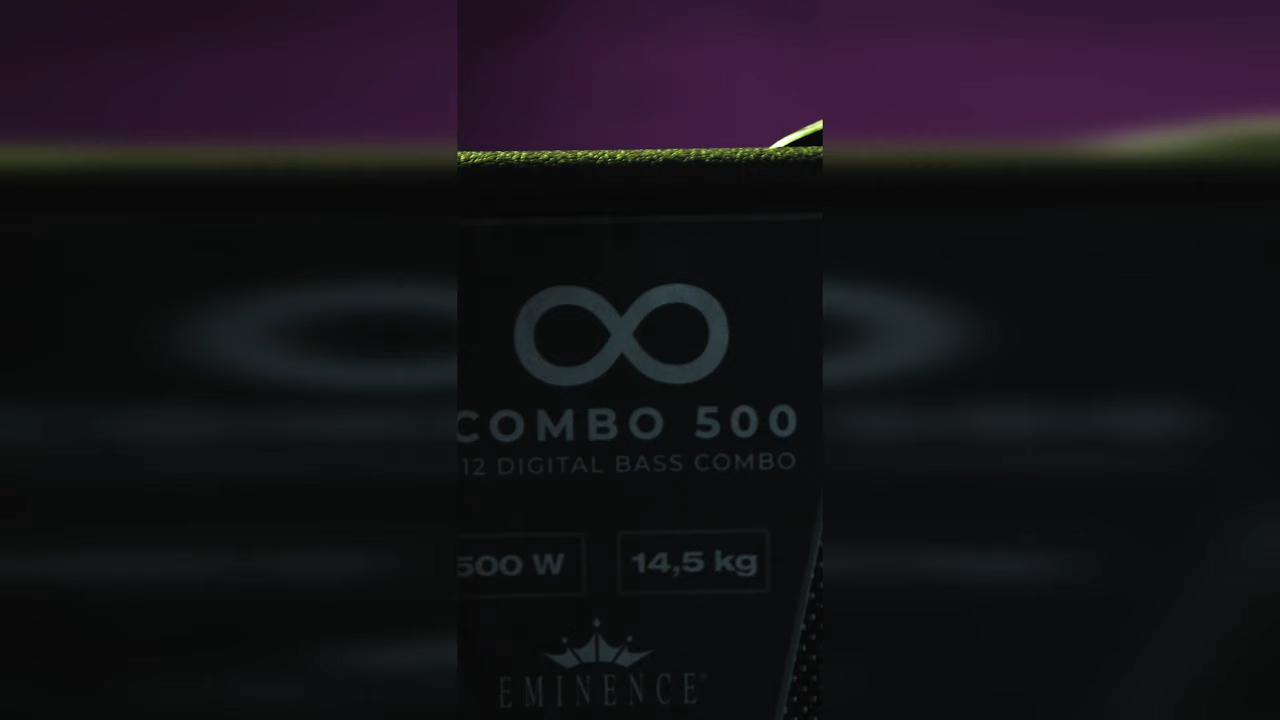 COMBO 500
12 DIGITAL BASS COMBO
500 W
14,5 kg
EMINENCE®